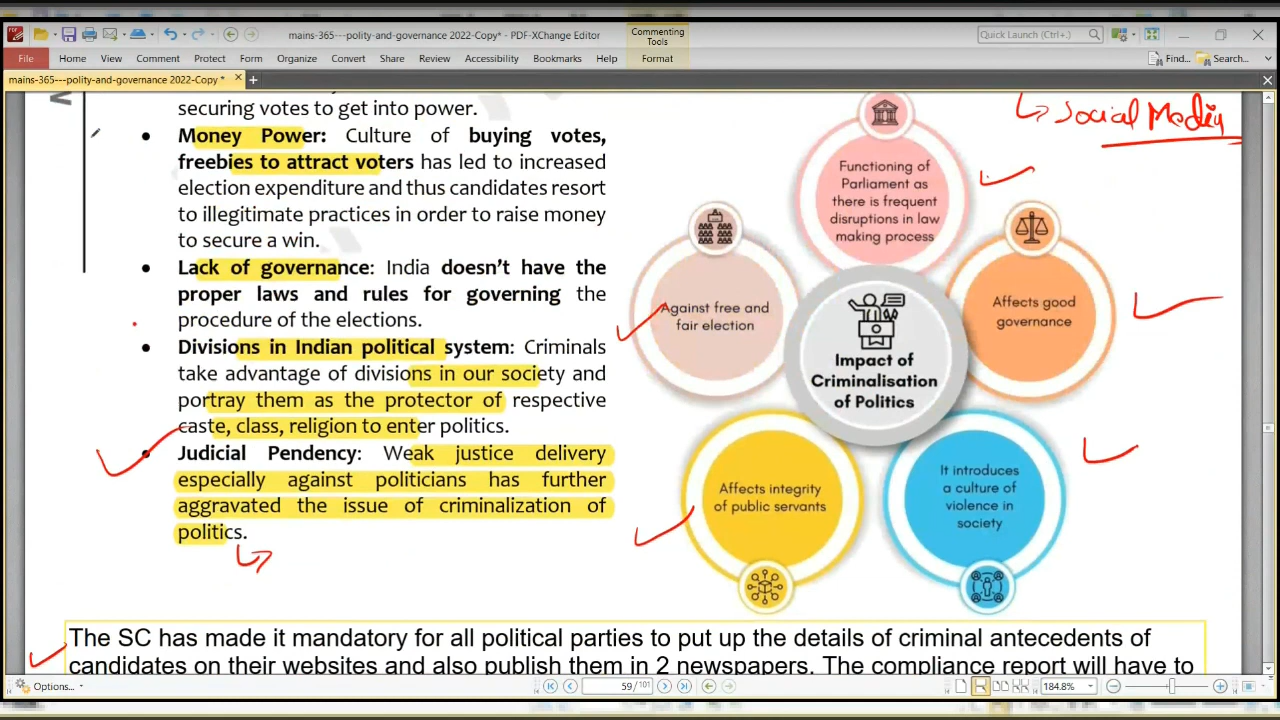 mains-365---polity-and-governance 2022-Copy* - PDF-XChange Editor
Commenting Tools
Quick Launch (Ctrl+.)
File Home View Comment Protect Form Organize Convert Share Review Accessibility Bookmarks Help Format
Find... Search...
mains-365---polity-and-governance 2022-Copy *
securing votes to get into power.
• Money Power: Culture of buying votes,
freebies to attract voters has led to increased
election expenditure and thus candidates resort
to illegitimate practices in order to raise money
to secure a win.
• Lack of governance: India doesn't have the
proper laws and rules for governing the
procedure of the elections.
• Divisions in Indian political system: Criminals
take advantage of divisions in our society and
portray them as the protector of respective
caste, class, religion to enter politics.
• Judicial Pendency: Weak justice delivery
especially against politicians has further
aggravated the issue of criminalization of
politics.
Social Media
Functioning of
Parliament as
there is frequent
disruptions in law
making process
Against free and
fair election
Affects good
governance
Impact of
Criminalisation
of Politics
Affects integrity
of public servants
It introduces
a culture of
violence in
society
The SC has made it mandatory for all political parties to put up the details of criminal antecedents of
candidates on their websites and also publish them in 2 newspapers. The compliance report will have to
Options... 59 /101 184.8%